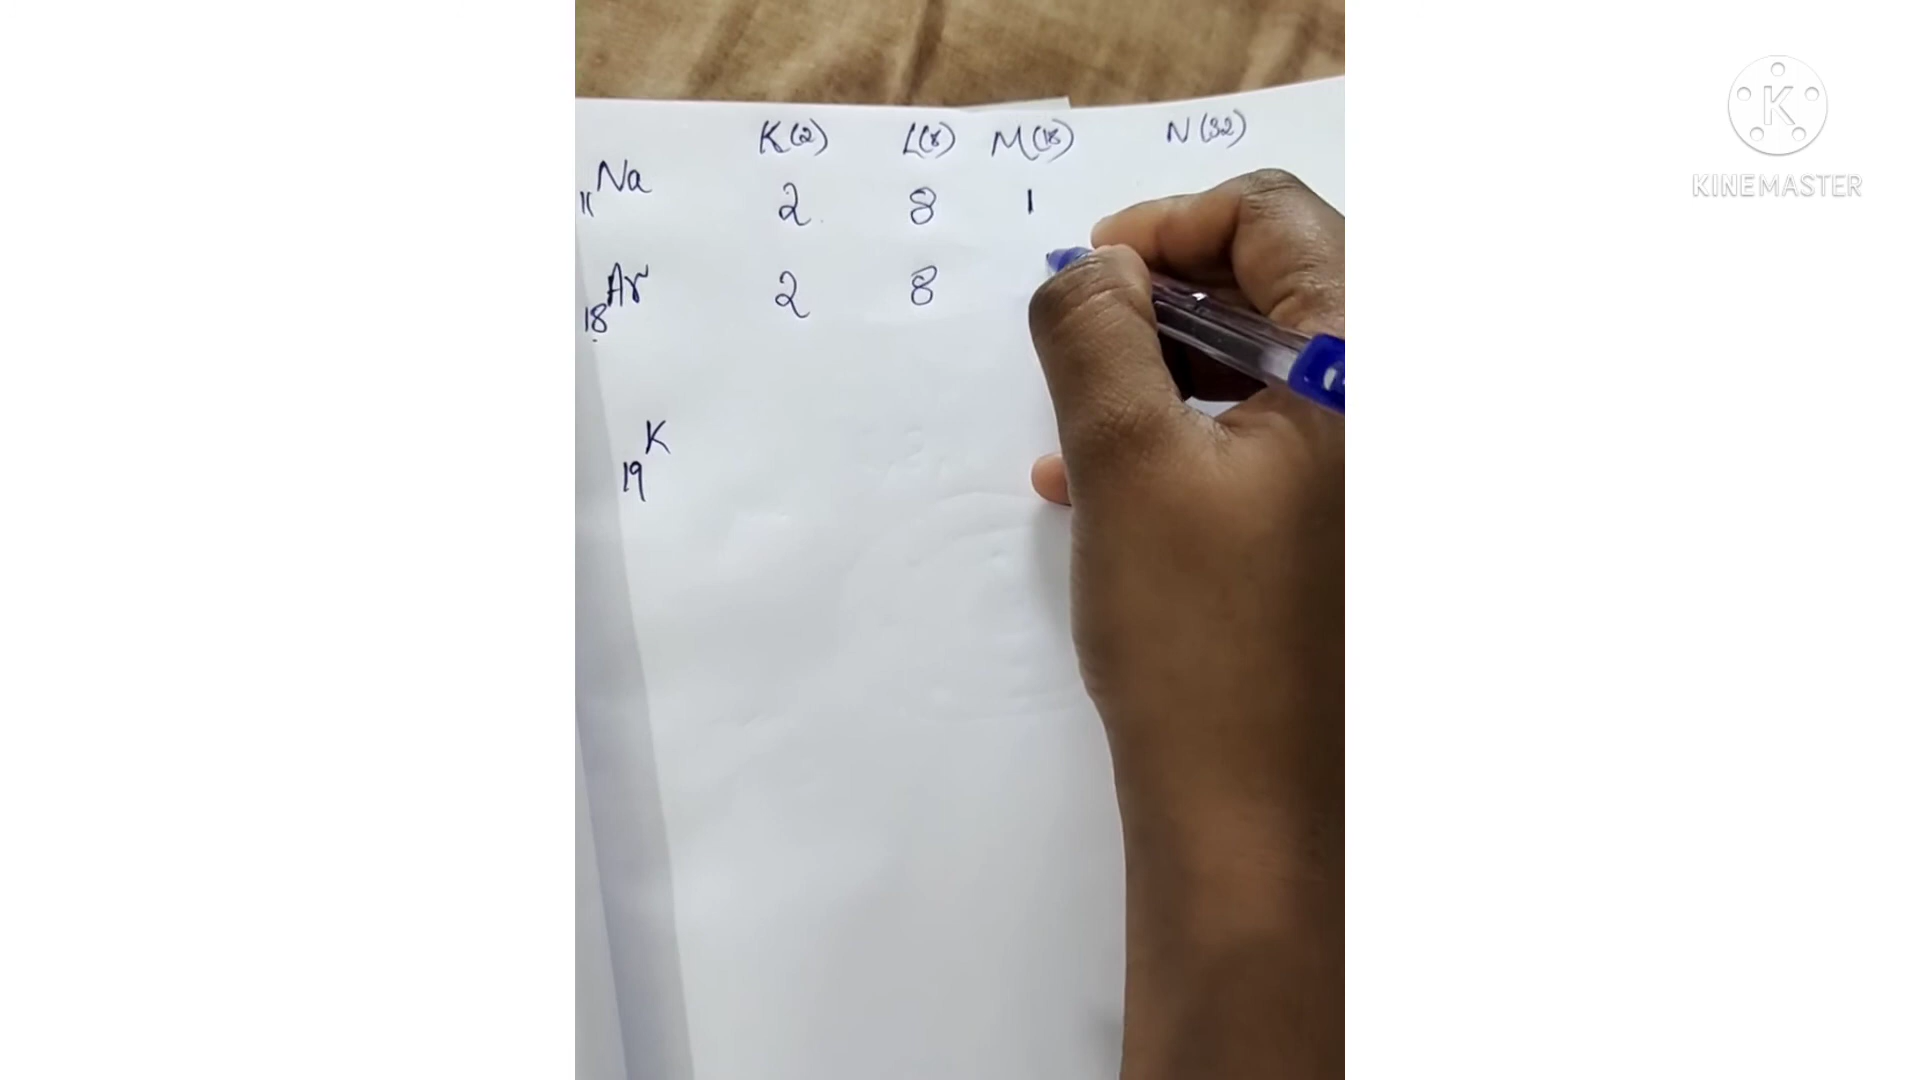 K(2) L(8) M(18) N(32)
11Na 2 8 1
18Ar 2 8
19K
K
KINEMASTER